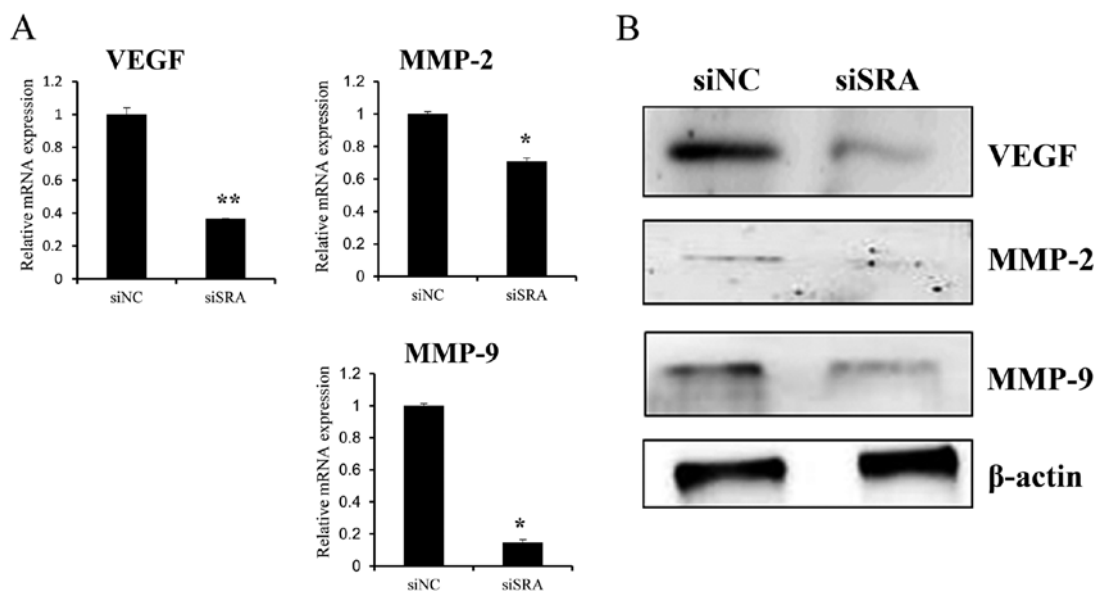 A
VEGF
Relative mRNA expression
1.2
1
0.8
0.6
0.4
0.2
0
**
siNC
siSRA
MMP-2
Relative mRNA expression
1.2
1
0.8
0.6
0.4
0.2
0
*
siNC
siSRA
MMP-9
Relative mRNA expression
1.2
1
0.8
0.6
0.4
0.2
0
*
siNC
siSRA
B
siNC siSRA
VEGF
MMP-2
MMP-9
β-actin